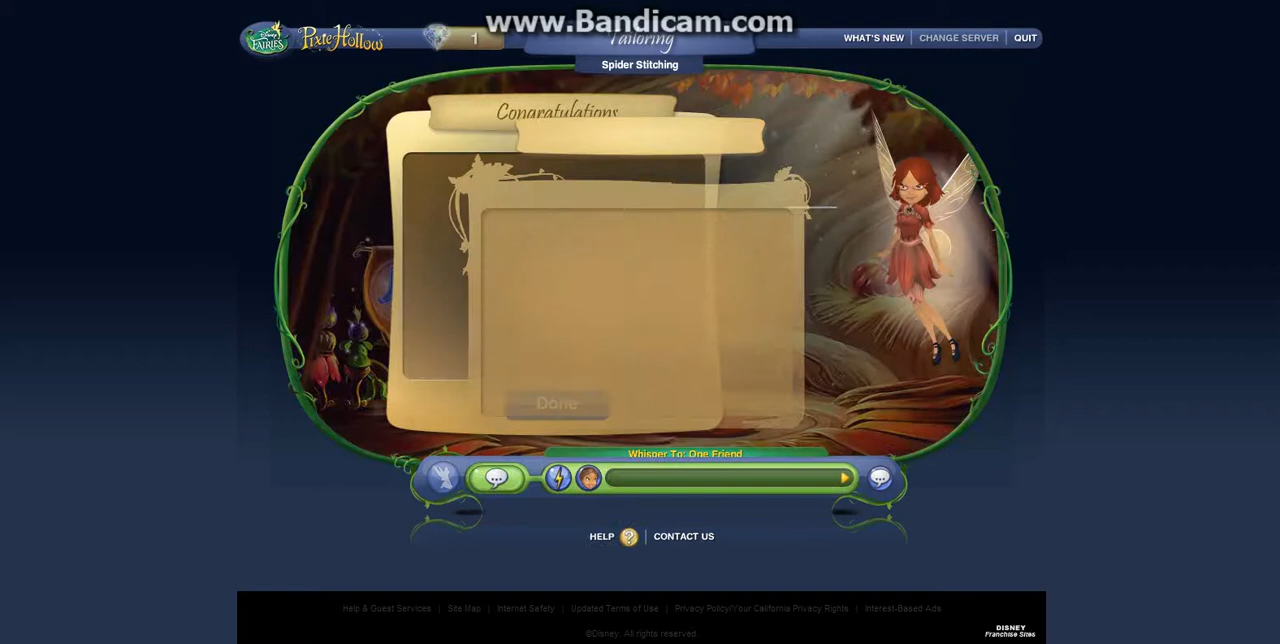 www.Bandicam.com
Disney
FAIRIES
Pixie Hollow
1
Tailoring
WHAT'S NEW
CHANGE SERVER
QUIT
Spider Stitching
Congratulations
Done
Whisper To: One Friend
HELP ?
CONTACT US
Help & Guest Services | Site Map | Internet Safety | Updated Terms of Use | Privacy Policy/Your California Privacy Rights | Interest-Based Ads
©Disney. All rights reserved.
DISNEY
Franchise Sites